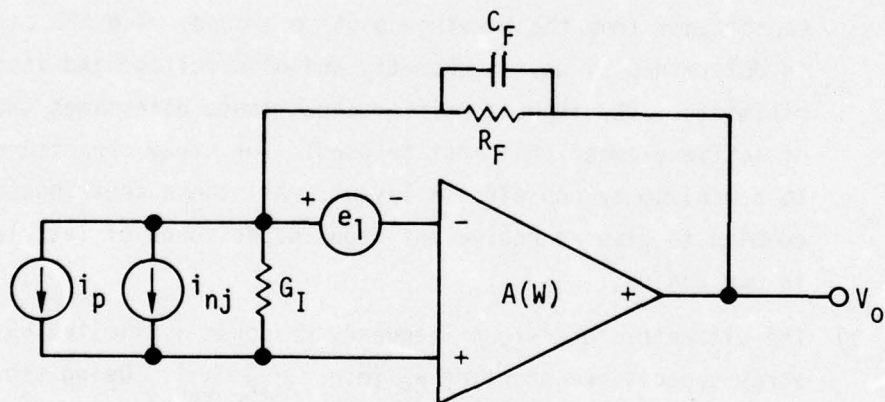 C_F
R_F
+ e_1 -
-
i_p
i_nj
G_I
A(W)
+
V_o
+